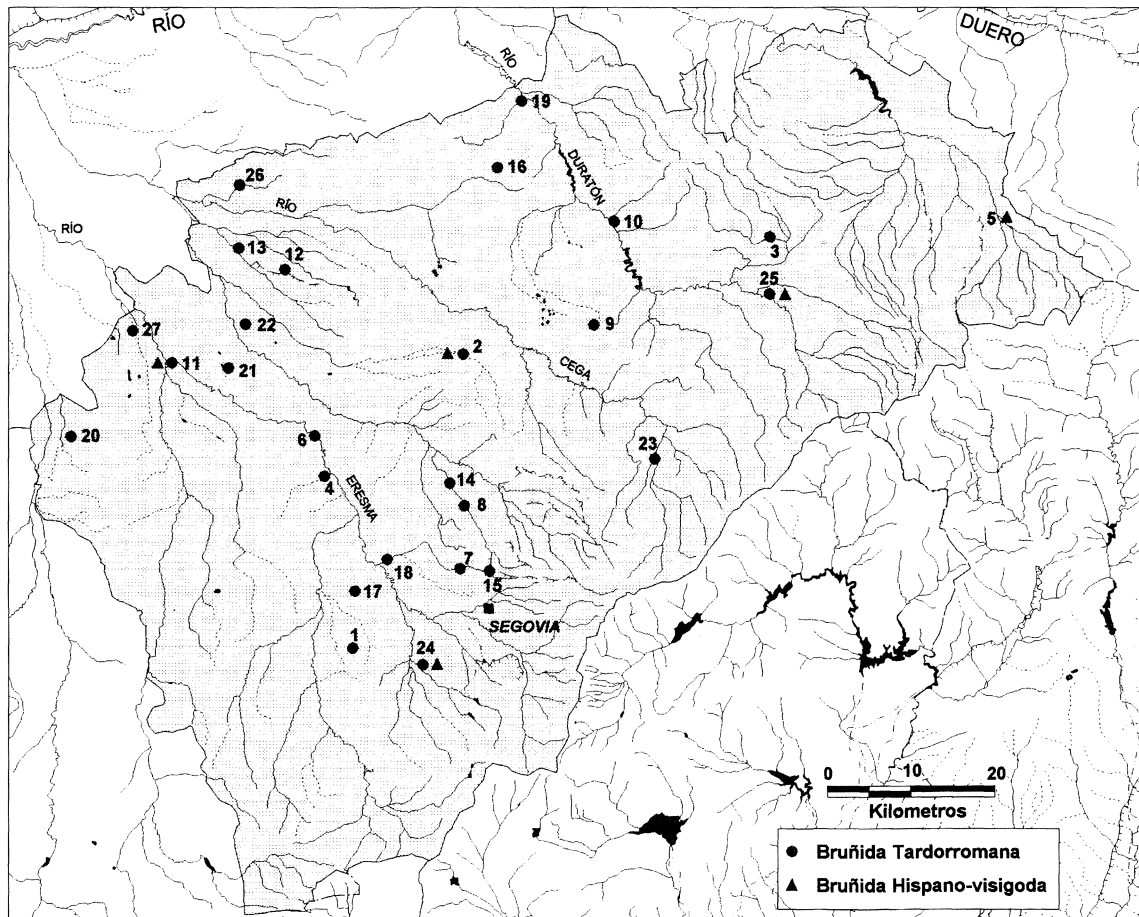 RÍO
DUERO
RÍO
19
DURATÓN
16
26
RÍO
10
5
13
12
3
RÍO
25
27
22
9
11
21
2
CEGA
20
6
23
4
14
ERESMA
8
18
7
15
17
SEGOVIA
1
24
0 10 20
Kilometros
Bruñida Tardorromana
Bruñida Hispano-visigoda